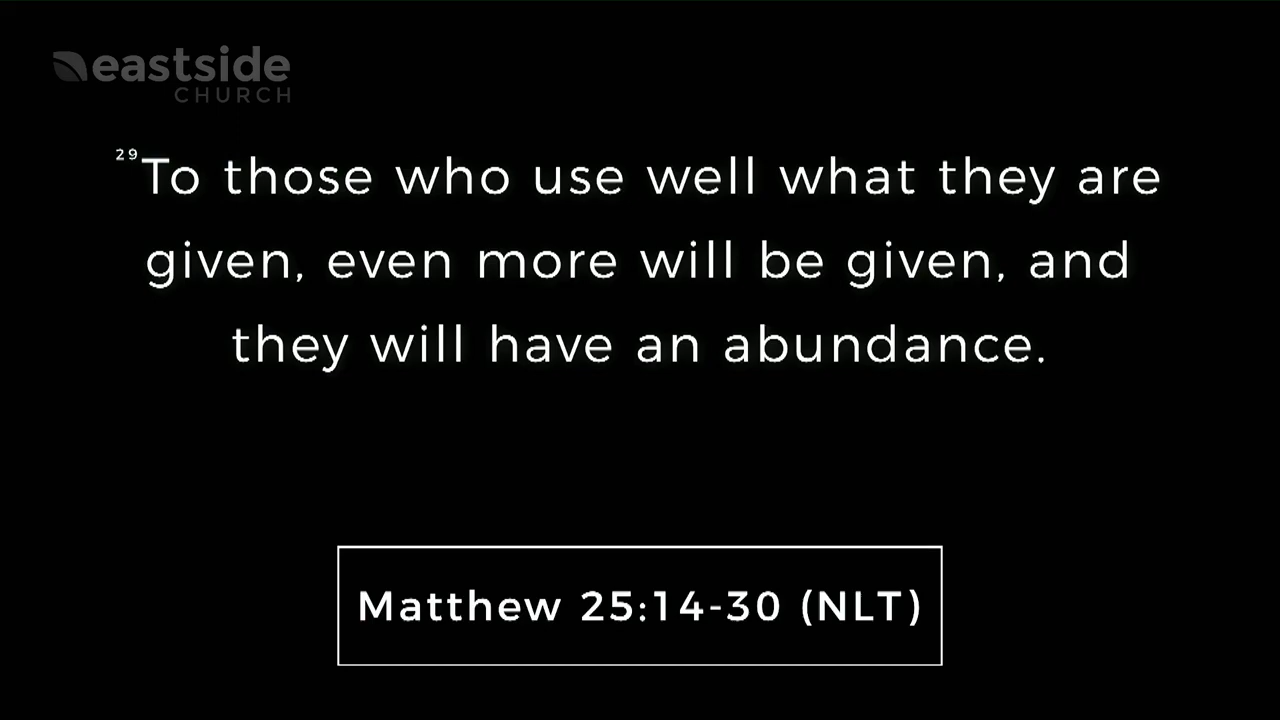 eastside
CHURCH
29To those who use well what they are
given, even more will be given, and
they will have an abundance.
Matthew 25:14-30 (NLT)